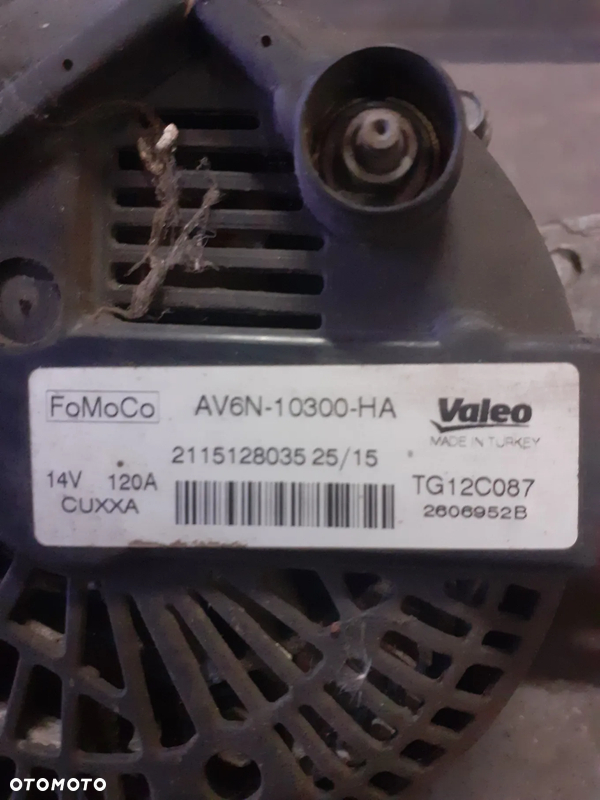 FoMoCo AV6N-10300-HA Valeo
MADE IN TURKEY
2115128035 25/15
14V 120A TG12C087
CUXXA 2606952B
OTOMOTO